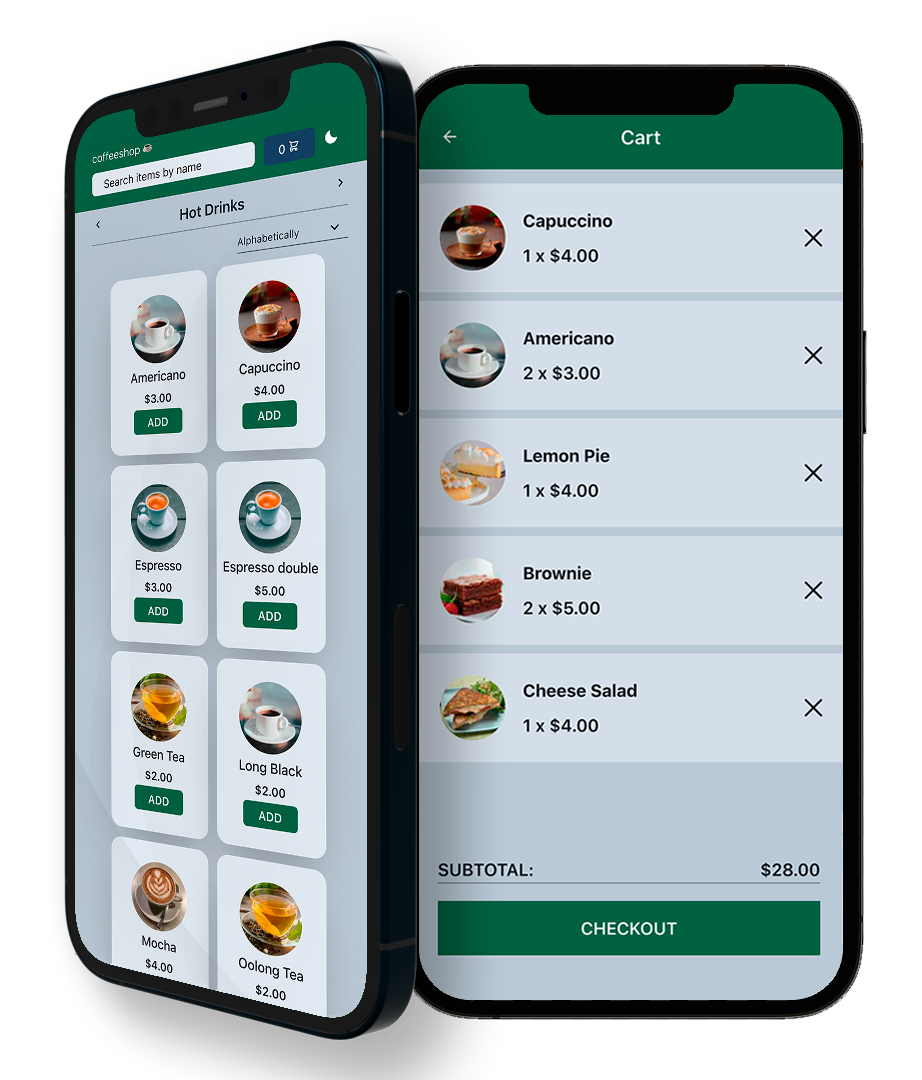 coffeeshop
Search items by name
0
Hot Drinks
Alphabetically
Americano
$3.00
ADD
Capuccino
$4.00
ADD
Espresso
$3.00
ADD
Espresso double
$5.00
ADD
Green Tea
$2.00
ADD
Long Black
$2.00
ADD
Mocha
$4.00
Oolong Tea
$2.00
Cart
Capuccino
1 x $4.00
Americano
2 x $3.00
Lemon Pie
1 x $4.00
Brownie
2 x $5.00
Cheese Salad
1 x $4.00
SUBTOTAL: $28.00
CHECKOUT